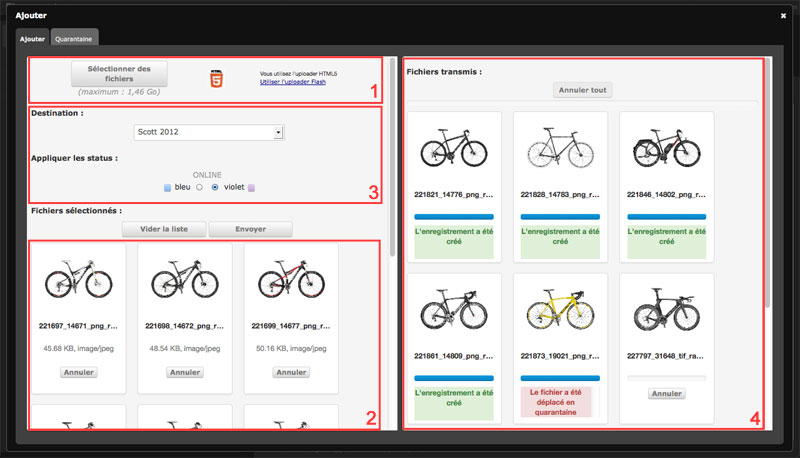 Ajouter
Ajouter
Quarantaine
Sélectionner des
fichiers
(maximum : 1,46 Go)
5
Vous utilisez l'uploader HTML5
Utiliser l'uploader Flash
1
Destination :
Scott 2012
Appliquer les status :
ONLINE
bleu
violet
3
Fichiers sélectionnés :
Vider la liste
Envoyer
221697_14671_png_r...
45.68 KB, image/jpeg
Annuler
221698_14672_png_r...
48.54 KB, image/jpeg
Annuler
221699_14677_png_r...
50.16 KB, image/jpeg
Annuler
2
Fichiers transmis :
Annuler tout
221821_14776_png_r...
L'enregistrement a été
créé
221828_14783_png_r...
L'enregistrement a été
créé
221846_14802_png_r...
L'enregistrement a été
créé
221861_14809_png_r...
L'enregistrement a été
créé
221873_19021_png_r...
Le fichier a été
déplacé en
quarantaine
227797_31648_tif_ra...
Annuler
4